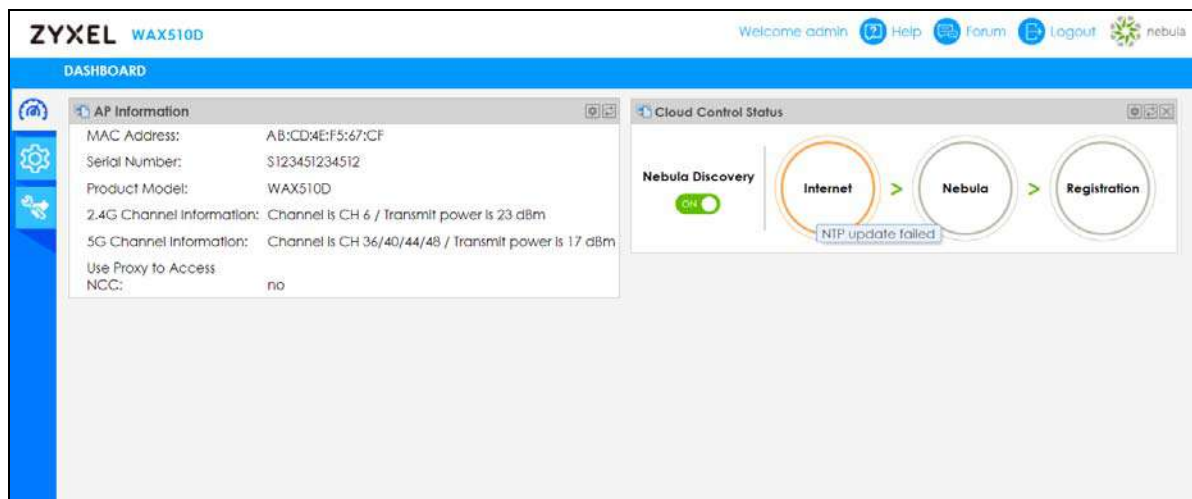 ZYXEL WAX510D
Welcome admin Help Forum Logout nebula
DASHBOARD
AP Information
MAC Address: AB:CD:4E:F5:67:CF
Serial Number: S123451234512
Product Model: WAX510D
2.4G Channel Information: Channel is CH 6 / Transmit power is 23 dBm
5G Channel Information: Channel is CH 36/40/44/48 / Transmit power is 17 dBm
Use Proxy to Access
NCC: no
Cloud Control Status
Nebula Discovery
ON
Internet > Nebula > Registration
NTP update failed